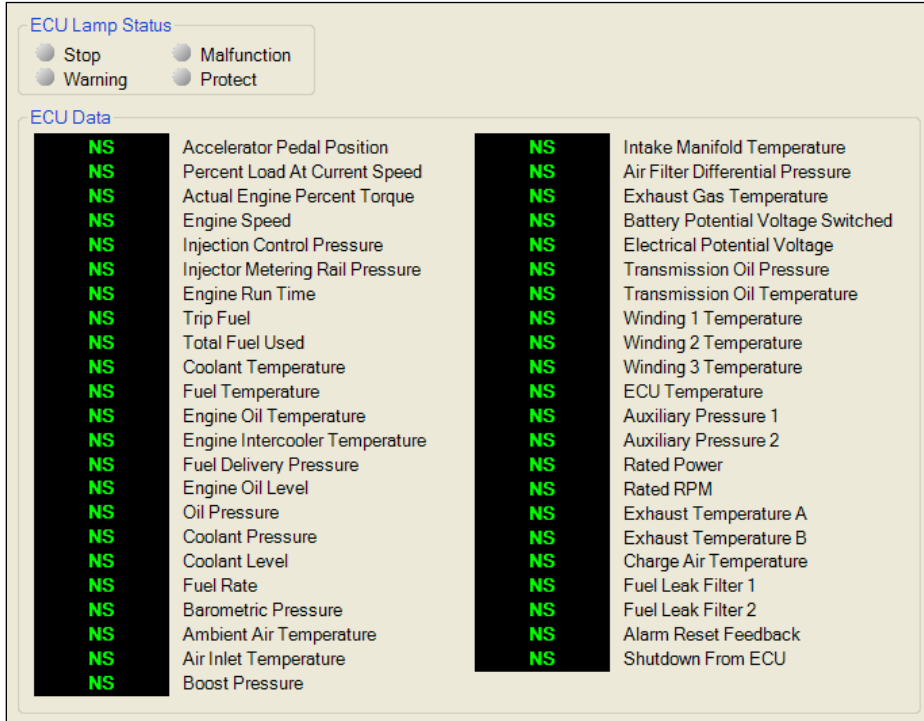 ECU Lamp Status
Stop Malfunction
Warning Protect
ECU Data
NS Accelerator Pedal Position
NS Percent Load At Current Speed
NS Actual Engine Percent Torque
NS Engine Speed
NS Injection Control Pressure
NS Injector Metering Rail Pressure
NS Engine Run Time
NS Trip Fuel
NS Total Fuel Used
NS Coolant Temperature
NS Fuel Temperature
NS Engine Oil Temperature
NS Engine Intercooler Temperature
NS Fuel Delivery Pressure
NS Engine Oil Level
NS Oil Pressure
NS Coolant Pressure
NS Coolant Level
NS Fuel Rate
NS Barometric Pressure
NS Ambient Air Temperature
NS Air Inlet Temperature
NS Boost Pressure
NS Intake Manifold Temperature
NS Air Filter Differential Pressure
NS Exhaust Gas Temperature
NS Battery Potential Voltage Switched
NS Electrical Potential Voltage
NS Transmission Oil Pressure
NS Transmission Oil Temperature
NS Winding 1 Temperature
NS Winding 2 Temperature
NS Winding 3 Temperature
NS ECU Temperature
NS Auxiliary Pressure 1
NS Auxiliary Pressure 2
NS Rated Power
NS Rated RPM
NS Exhaust Temperature A
NS Exhaust Temperature B
NS Charge Air Temperature
NS Fuel Leak Filter 1
NS Fuel Leak Filter 2
NS Alarm Reset Feedback
NS Shutdown From ECU